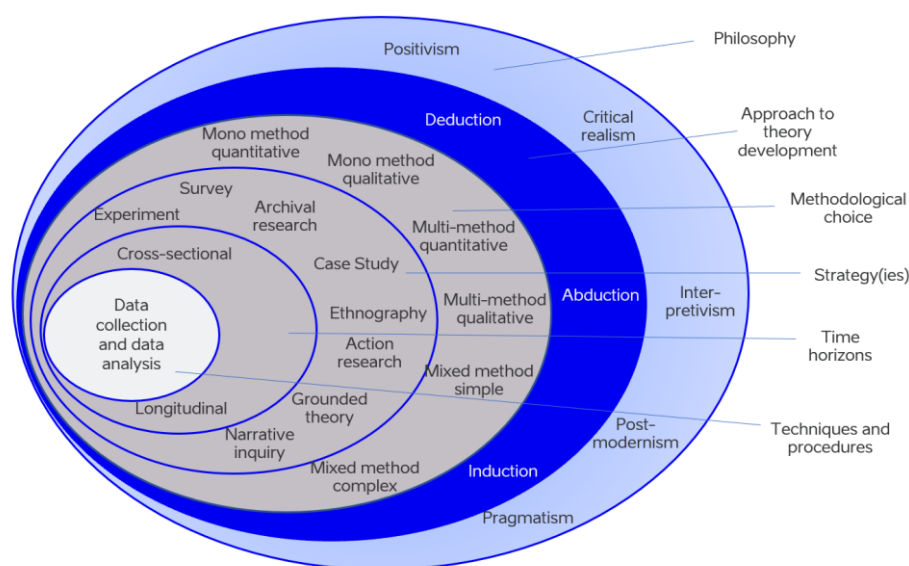 Positivism
Critical
realism
Inter-
pretivism
Post-
modernism
Pragmatism
Deduction
Abduction
Induction
Mono method
quantitative
Mono method
qualitative
Multi-method
quantitative
Multi-method
qualitative
Mixed method
simple
Mixed method
complex
Survey
Experiment
Archival
research
Case Study
Ethnography
Action
research
Grounded
theory
Narrative
inquiry
Cross-sectional
Longitudinal
Data
collection
and data
analysis
Philosophy
Approach to
theory
development
Methodological
choice
Strategy(ies)
Time
horizons
Techniques and
procedures